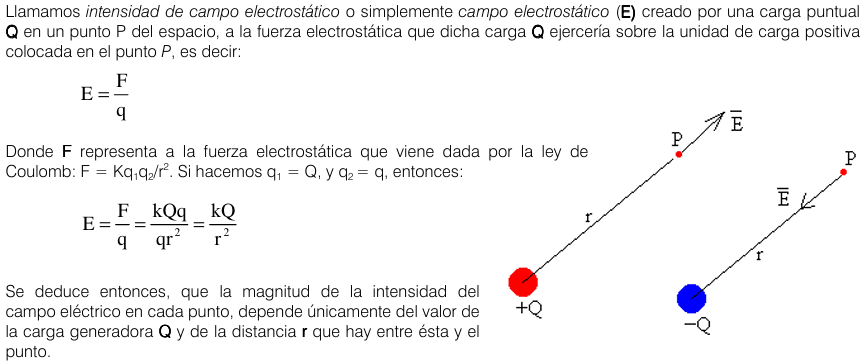 Llamamos intensidad de campo electrostático o simplemente campo electrostático (E) creado por una carga puntual
Q en un punto P del espacio, a la fuerza electrostática que dicha carga Q ejercería sobre la unidad de carga positiva
colocada en el punto P, es decir:
E = F/q
Donde F representa a la fuerza electrostática que viene dada por la ley de
Coulomb: F = Kq₁q₂/r². Si hacemos q₁ = Q, y q₂ = q, entonces:
E = F/q = kQq/qr² = kQ/r²
Se deduce entonces, que la magnitud de la intensidad del
campo eléctrico en cada punto, depende únicamente del valor de
la carga generadora Q y de la distancia r que hay entre ésta y el
punto.
P
E̅
r
+Q
P
E̅
r
−Q